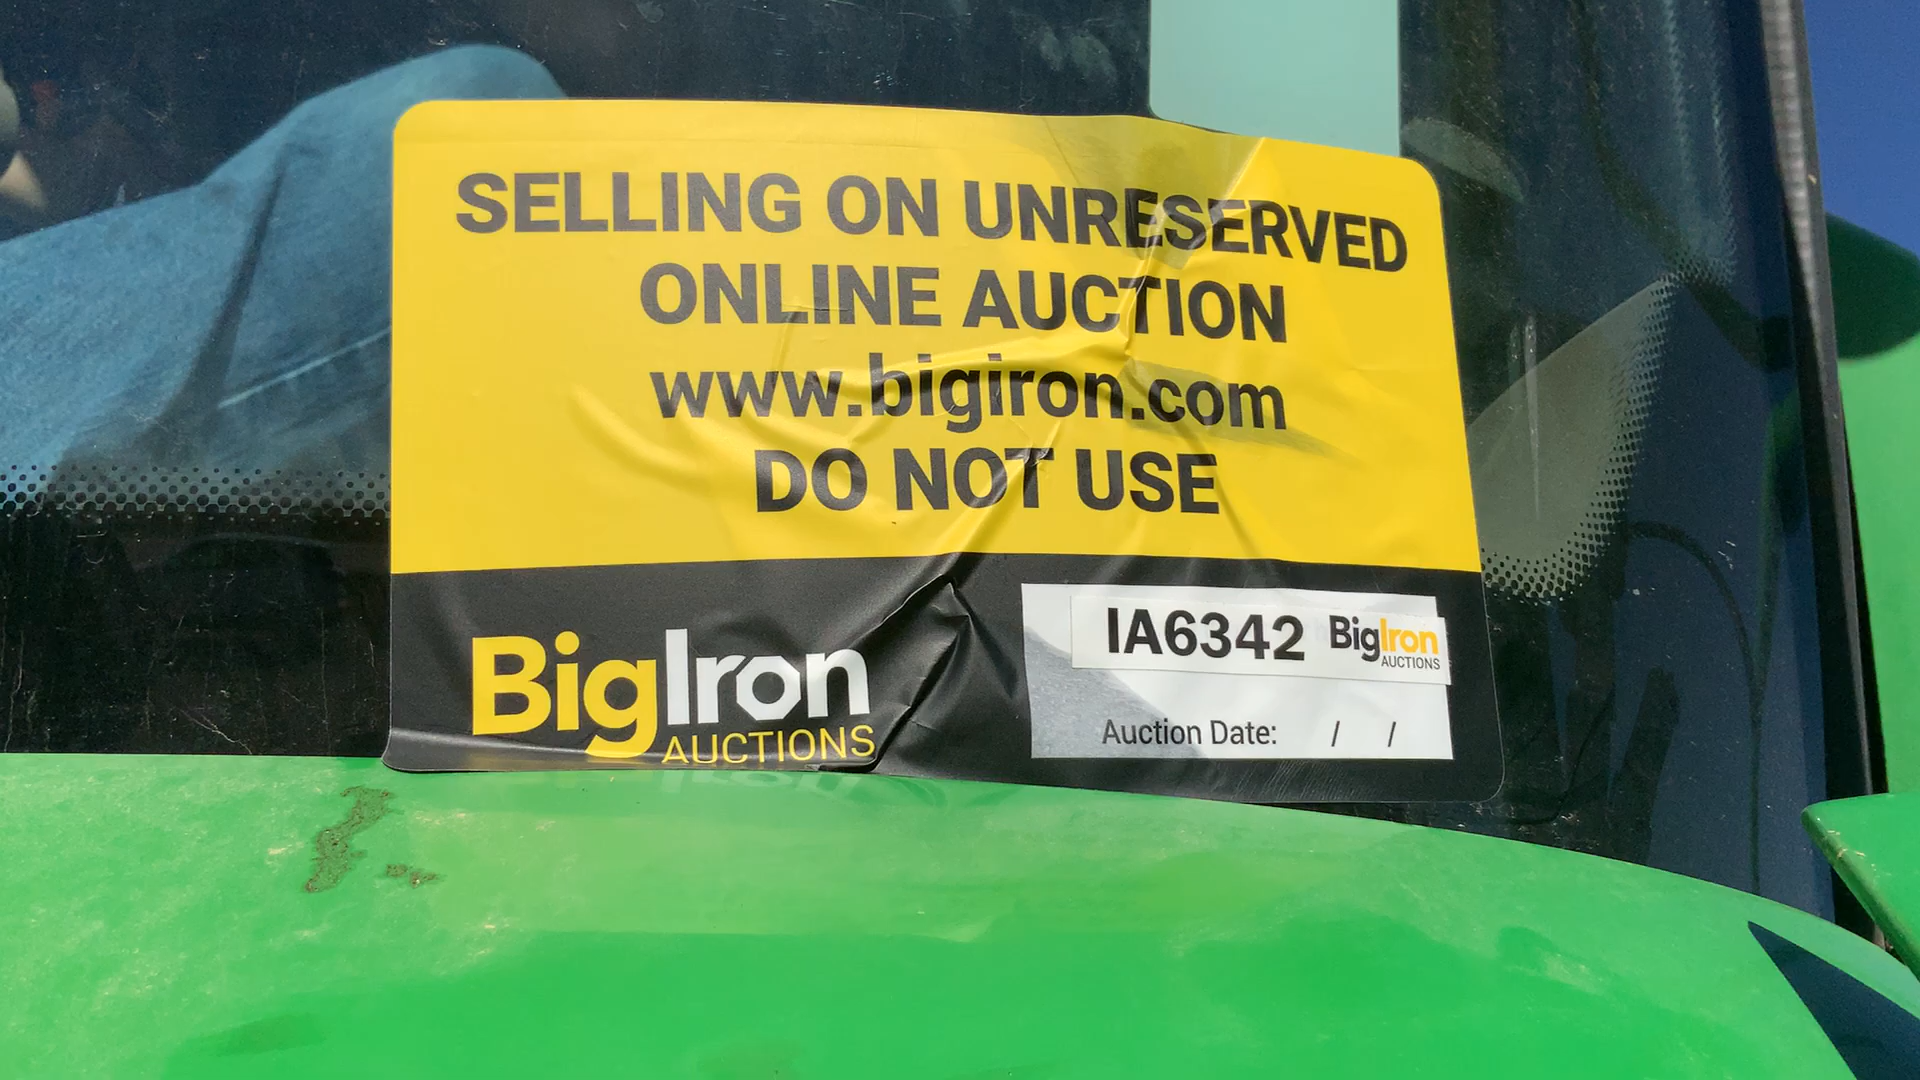 SELLING ON UNRESERVED
ONLINE AUCTION
www.bigiron.com
DO NOT USE
BigIron
AUCTIONS
IA6342 BigIron
AUCTIONS
Auction Date: / /